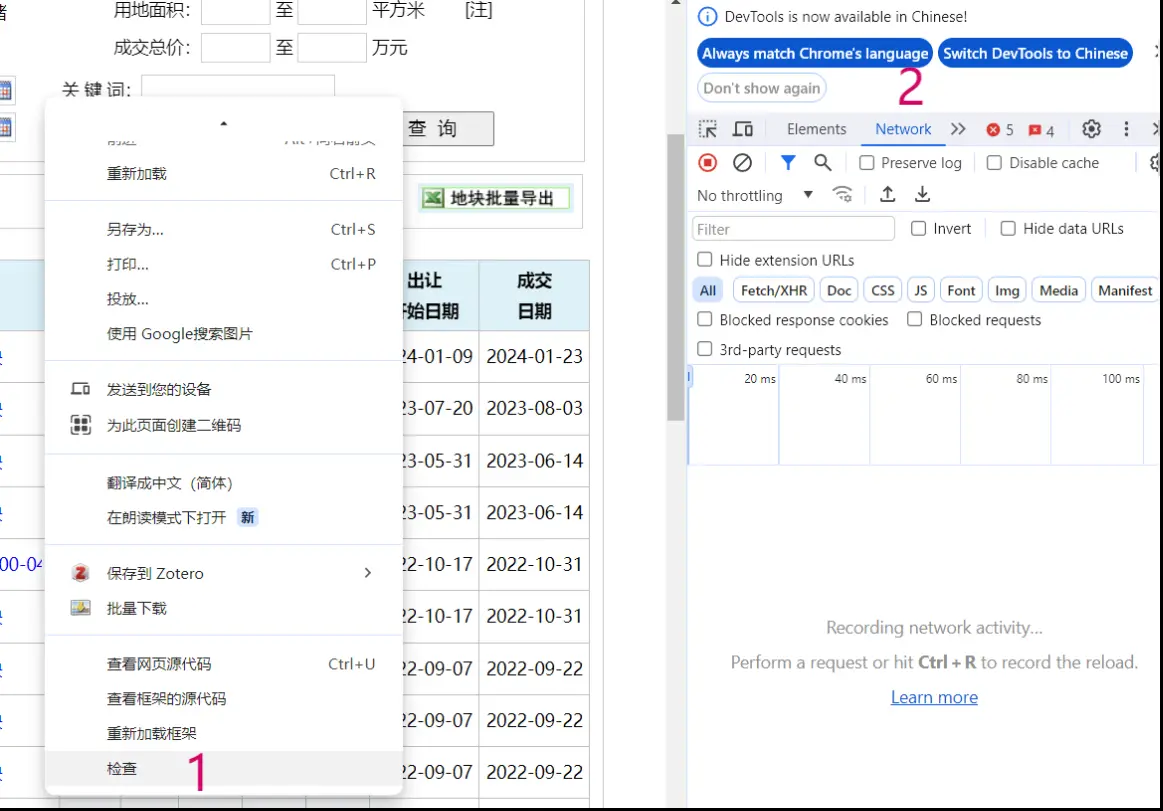 用地面积： 至 平方米 [注]
成交总价： 至 万元
关 键 词：
查 询
重新加载 Ctrl+R
地块批量导出
另存为... Ctrl+S
打印... Ctrl+P
投放...
使用 Google搜索图片
发送到您的设备
为此页面创建二维码
翻译成中文（简体）
在朗读模式下打开 新
保存到 Zotero
批量下载
查看网页源代码 Ctrl+U
查看框架的源代码
重新加载框架
检查
1
出让 成交
始日期 日期
24-01-09 2024-01-23
23-07-20 2023-08-03
23-05-31 2023-06-14
23-05-31 2023-06-14
00-04 22-10-17 2022-10-31
22-10-17 2022-10-31
22-09-07 2022-09-22
22-09-07 2022-09-22
22-09-07 2022-09-22
DevTools is now available in Chinese!
Always match Chrome's language Switch DevTools to Chinese
Don't show again
2
Elements Network 5 4
Preserve log Disable cache
No throttling
Filter Invert Hide data URLs
Hide extension URLs
All Fetch/XHR Doc CSS JS Font Img Media Manifest
Blocked response cookies Blocked requests
3rd-party requests
20 ms 40 ms 60 ms 80 ms 100 ms
Recording network activity...
Perform a request or hit Ctrl + R to record the reload.
Learn more